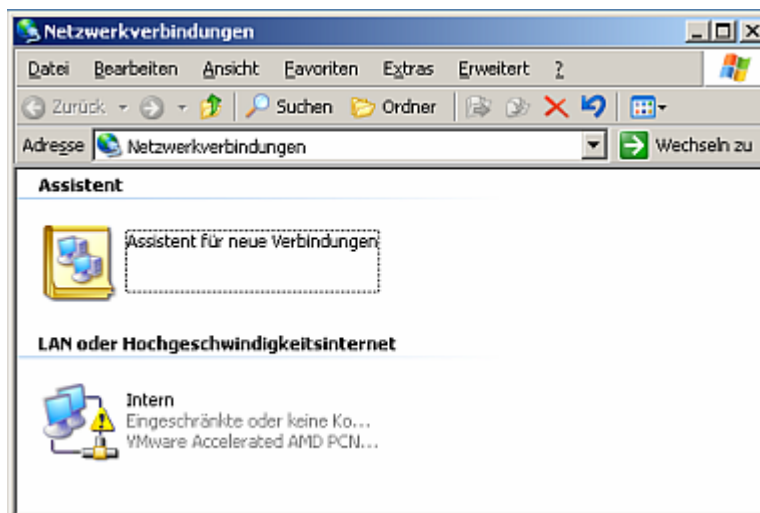 Netzwerkverbindungen
Datei Bearbeiten Ansicht Favoriten Extras Erweitert ?
Zurück Suchen Ordner
Adresse Netzwerkverbindungen Wechseln zu
Assistent
Assistent für neue Verbindungen
LAN oder Hochgeschwindigkeitsinternet
Intern
Eingeschränkte oder keine Ko...
VMware Accelerated AMD PCN...